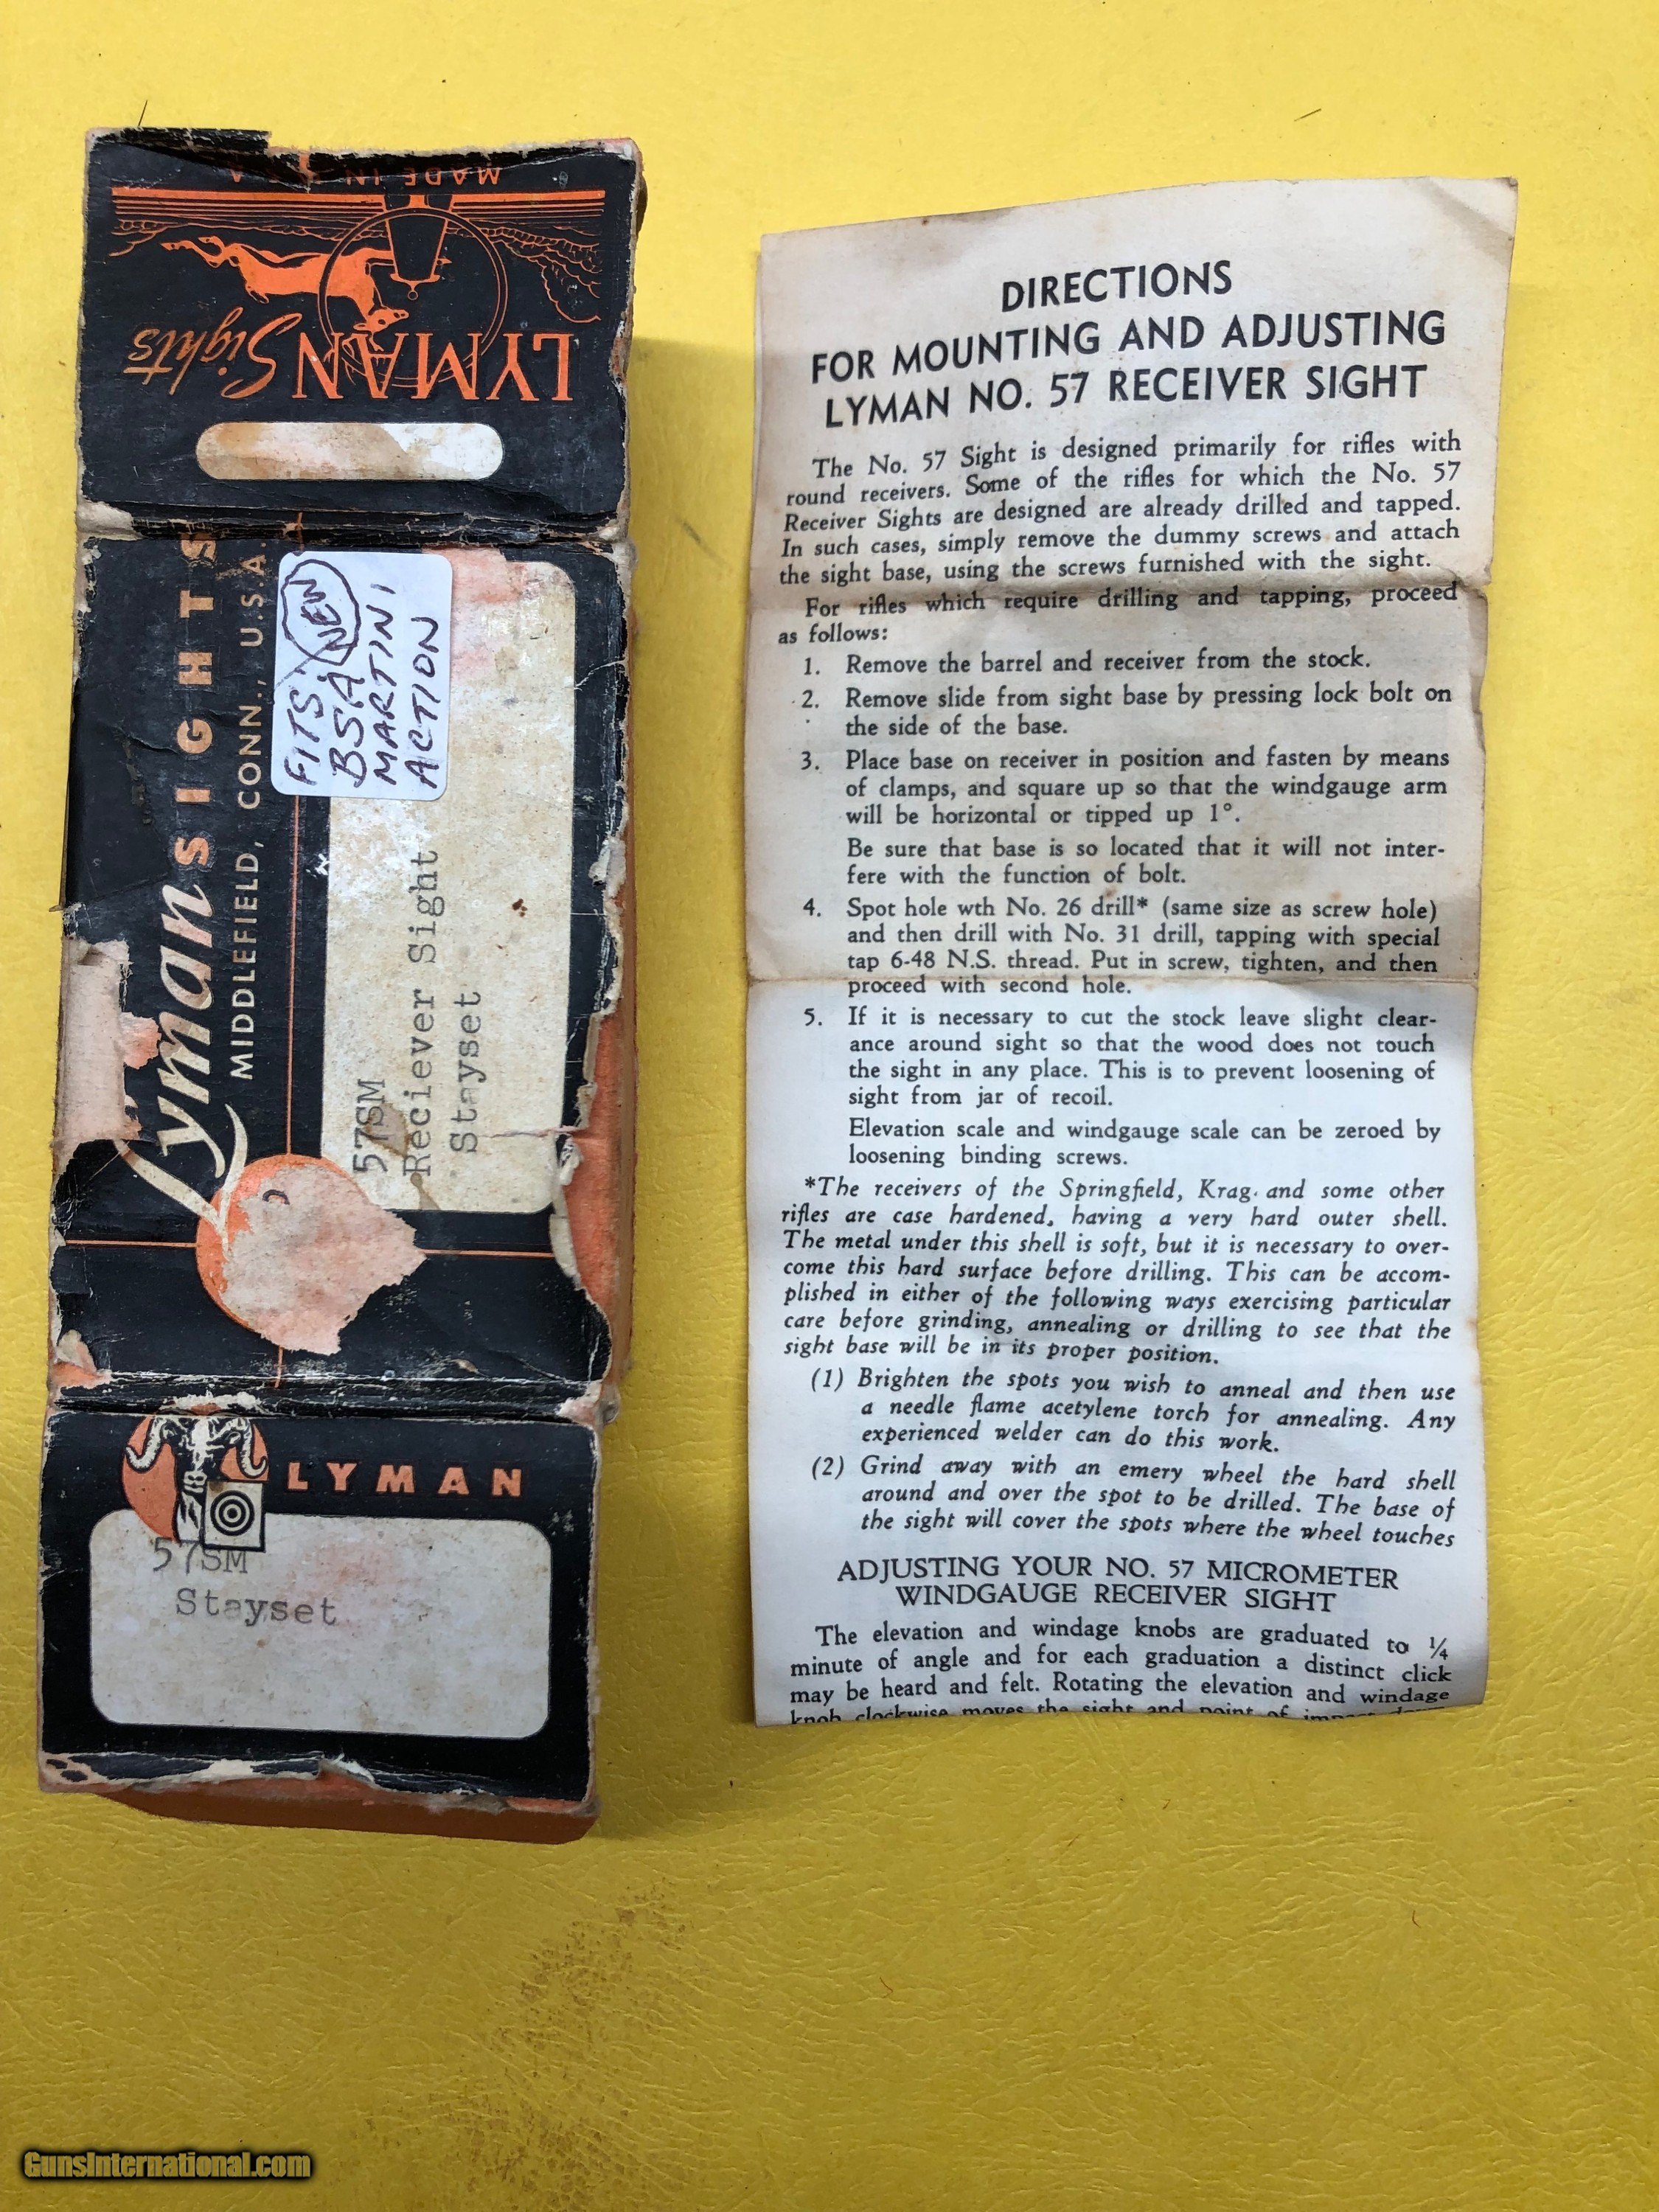 MADE IN
LYMAN Sights
Lyman SIGHTS
MIDDLEFIELD, CONN., U.S.A.
FITS NEW
BSA
MARTINI
ACTION
57SM
Reciever Sight
Stayset
LYMAN
57SM
Stayset
DIRECTIONS
FOR MOUNTING AND ADJUSTING
LYMAN NO. 57 RECEIVER SIGHT
The No. 57 Sight is designed primarily for rifles with
round receivers. Some of the rifles for which the No. 57
Receiver Sights are designed are already drilled and tapped.
In such cases, simply remove the dummy screws and attach
the sight base, using the screws furnished with the sight.
For rifles which require drilling and tapping, proceed
as follows:
1. Remove the barrel and receiver from the stock.
2. Remove slide from sight base by pressing lock bolt on
the side of the base.
3. Place base on receiver in position and fasten by means
of clamps, and square up so that the windgauge arm
will be horizontal or tipped up 1°.
Be sure that base is so located that it will not inter-
fere with the function of bolt.
4. Spot hole wth No. 26 drill* (same size as screw hole)
and then drill with No. 31 drill, tapping with special
tap 6-48 N.S. thread. Put in screw, tighten, and then
proceed with second hole.
5. If it is necessary to cut the stock leave slight clear-
ance around sight so that the wood does not touch
the sight in any place. This is to prevent loosening of
sight from jar of recoil.
Elevation scale and windgauge scale can be zeroed by
loosening binding screws.
*The receivers of the Springfield, Krag and some other
rifles are case hardened, having a very hard outer shell.
The metal under this shell is soft, but it is necessary to over-
come this hard surface before drilling. This can be accom-
plished in either of the following ways exercising particular
care before grinding, annealing or drilling to see that the
sight base will be in its proper position.
(1) Brighten the spots you wish to anneal and then use
a needle flame acetylene torch for annealing. Any
experienced welder can do this work.
(2) Grind away with an emery wheel the hard shell
around and over the spot to be drilled. The base of
the sight will cover the spots where the wheel touches
ADJUSTING YOUR NO. 57 MICROMETER
WINDGAUGE RECEIVER SIGHT
The elevation and windage knobs are graduated to ¼
minute of angle and for each graduation a distinct click
may be heard and felt. Rotating the elevation and windage
knob clockwise moves the sight and point of
GunsInternational.com